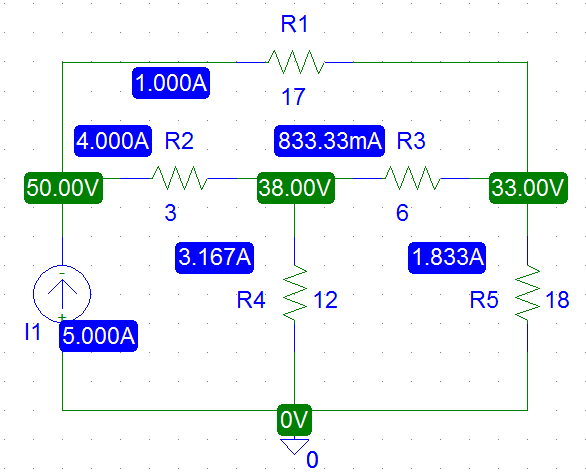 R1
1.000A
17
4.000A R2 833.33mA R3
50.00V 38.00V 33.00V
3 6
3.167A 1.833A
-
R4 12 R5 18
+
I1 5.000A
0V
0